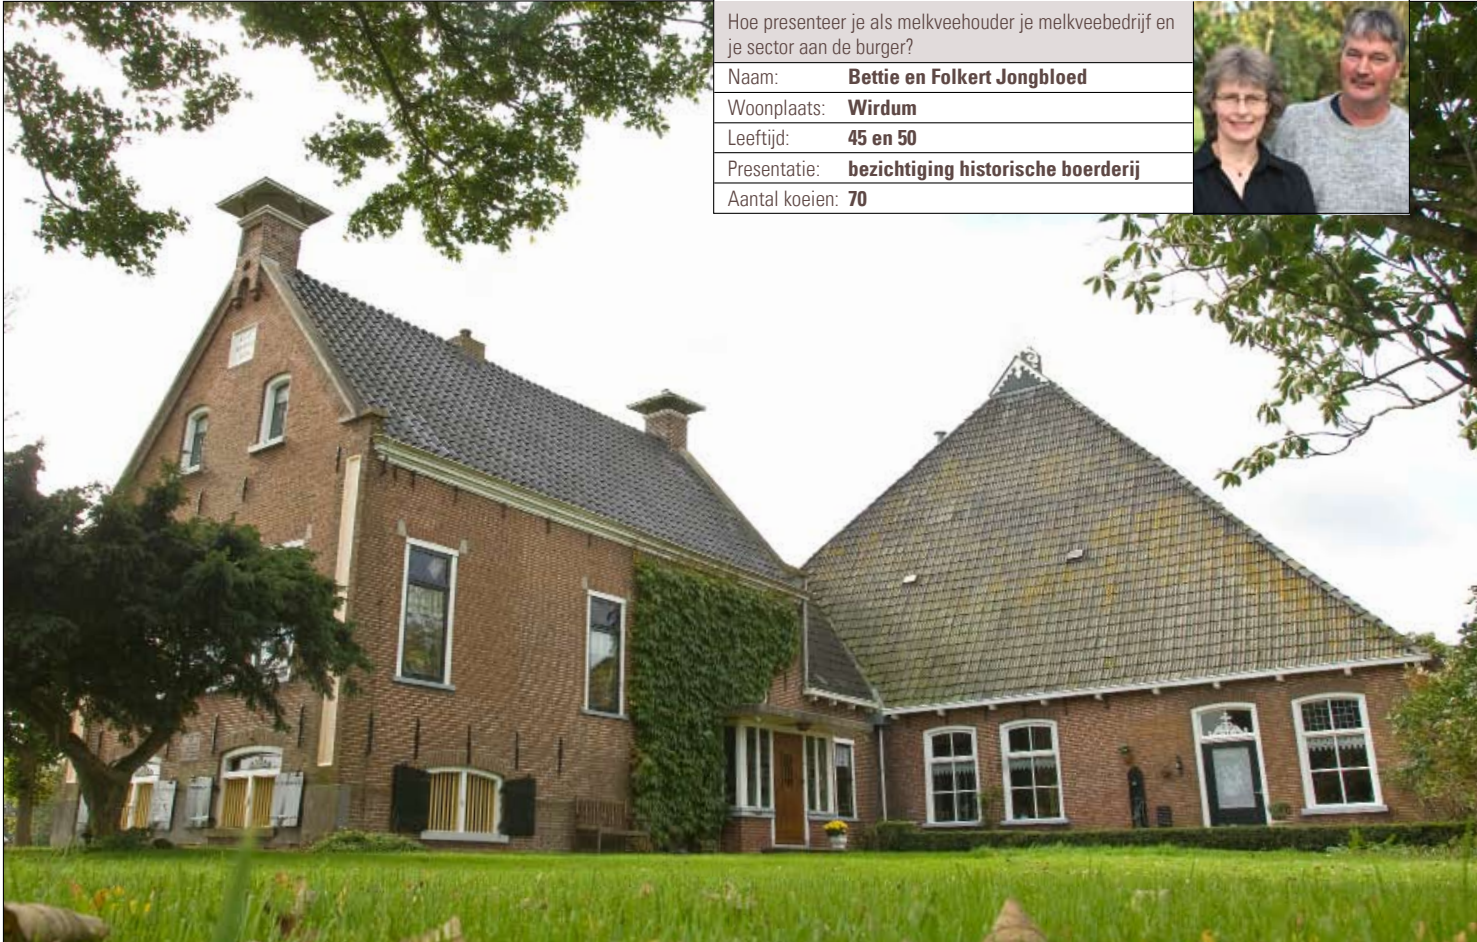 Hoe presenteer je als melkveehouder je melkveebedrijf en
je sector aan de burger?
Naam: Bettie en Folkert Jongbloed
Woonplaats: Wirdum
Leeftijd: 45 en 50
Presentatie: bezichtiging historische boerderij
Aantal koeien: 70